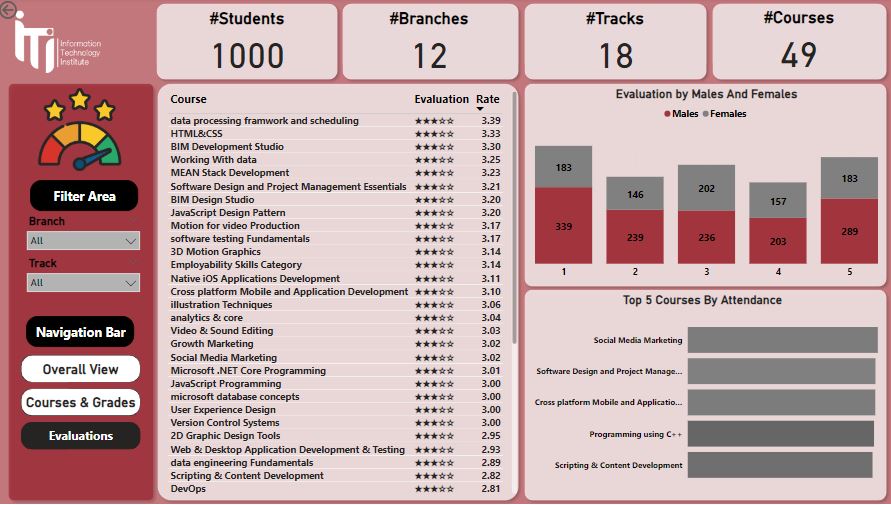 iTi
Information
Technology
Institute
#Students
1000
#Branches
12
#Tracks
18
#Courses
49
Filter Area
Branch
All
Track
All
Navigation Bar
Overall View
Courses & Grades
Evaluations
Course Evaluation Rate
data processing framwork and scheduling ★★★☆☆ 3.39
HTML&CSS ★★★☆☆ 3.33
BIM Development Studio ★★★☆☆ 3.30
Working With data ★★★☆☆ 3.25
MEAN Stack Development ★★★☆☆ 3.23
Software Design and Project Management Essentials ★★★☆☆ 3.21
BIM Design Studio ★★★☆☆ 3.20
JavaScript Design Pattern ★★★☆☆ 3.20
Motion for video Production ★★★☆☆ 3.17
software testing Fundamentals ★★★☆☆ 3.17
3D Motion Graphics ★★★☆☆ 3.14
Employability Skills Category ★★★☆☆ 3.14
Native iOS Applications Development ★★★☆☆ 3.11
Cross platform Mobile and Application Development ★★★☆☆ 3.10
illustration Techniques ★★★☆☆ 3.06
analytics & core ★★★☆☆ 3.04
Video & Sound Editing ★★★☆☆ 3.03
Growth Marketing ★★★☆☆ 3.02
Social Media Marketing ★★★☆☆ 3.02
Microsoft .NET Core Programming ★★★☆☆ 3.01
JavaScript Programming ★★★☆☆ 3.00
microsoft database concepts ★★★☆☆ 3.00
User Experience Design ★★★☆☆ 3.00
Version Control Systems ★★★☆☆ 3.00
2D Graphic Design Tools ★★★☆☆ 2.95
Web & Desktop Application Development & Testing ★★★☆☆ 2.93
data engineering Fundamentals ★★★☆☆ 2.89
Scripting & Content Development ★★★☆☆ 2.82
DevOps ★★★☆☆ 2.81
Evaluation by Males And Females
Males Females
183 146 202 157 183
339 239 236 203 289
1 2 3 4 5
Top 5 Courses By Attendance
Social Media Marketing
Software Design and Project Manage...
Cross platform Mobile and Applicatio...
Programming using C++
Scripting & Content Development